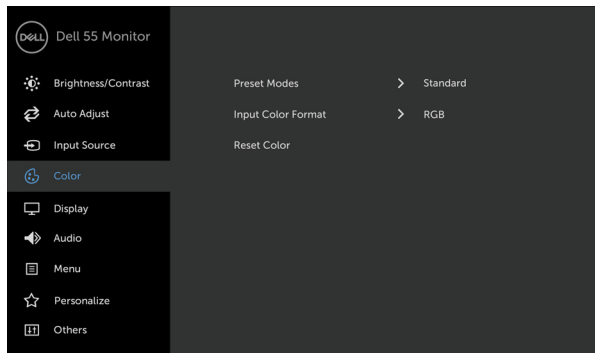 DELL Dell 55 Monitor
Brightness/Contrast
Auto Adjust
Input Source
Color
Display
Audio
Menu
Personalize
Others
Preset Modes > Standard
Input Color Format > RGB
Reset Color